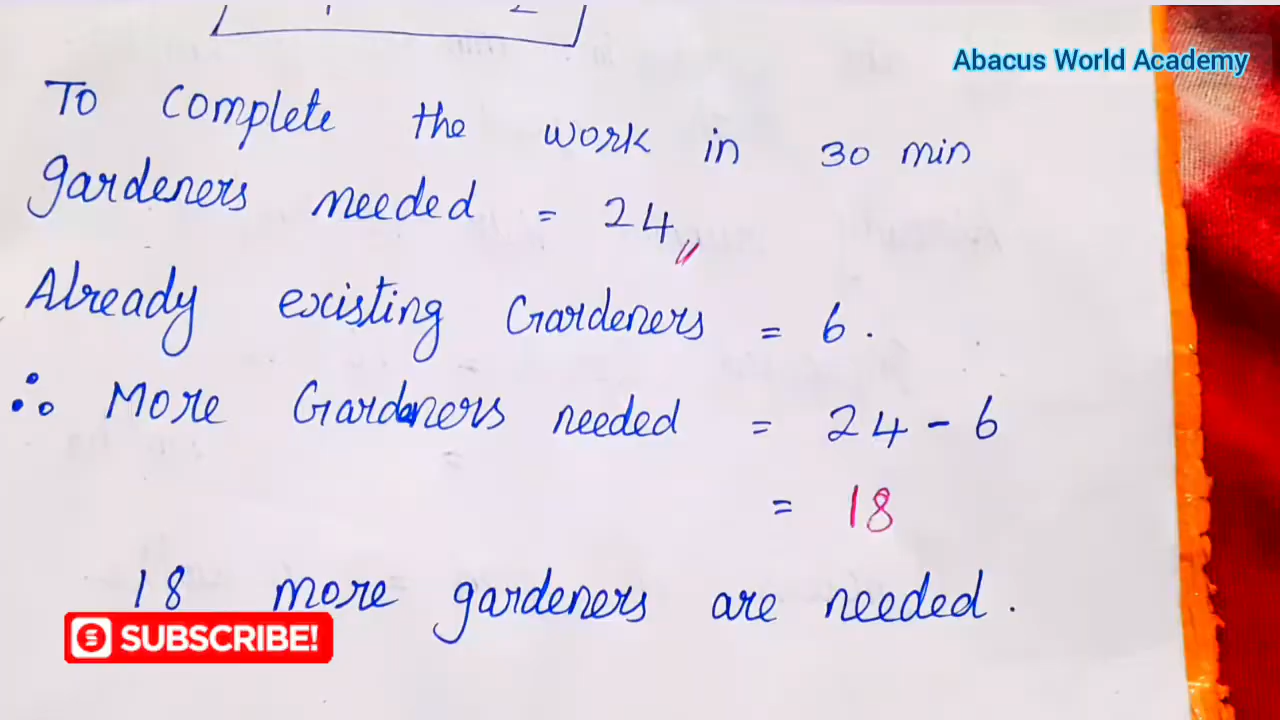 Abacus World Academy
To complete the work in 30 min
gardeners needed = 24
Already existing Gardeners = 6.
∴ More Gardeners needed = 24 - 6
= 18
18 more gardeners are needed.
SUBSCRIBE!